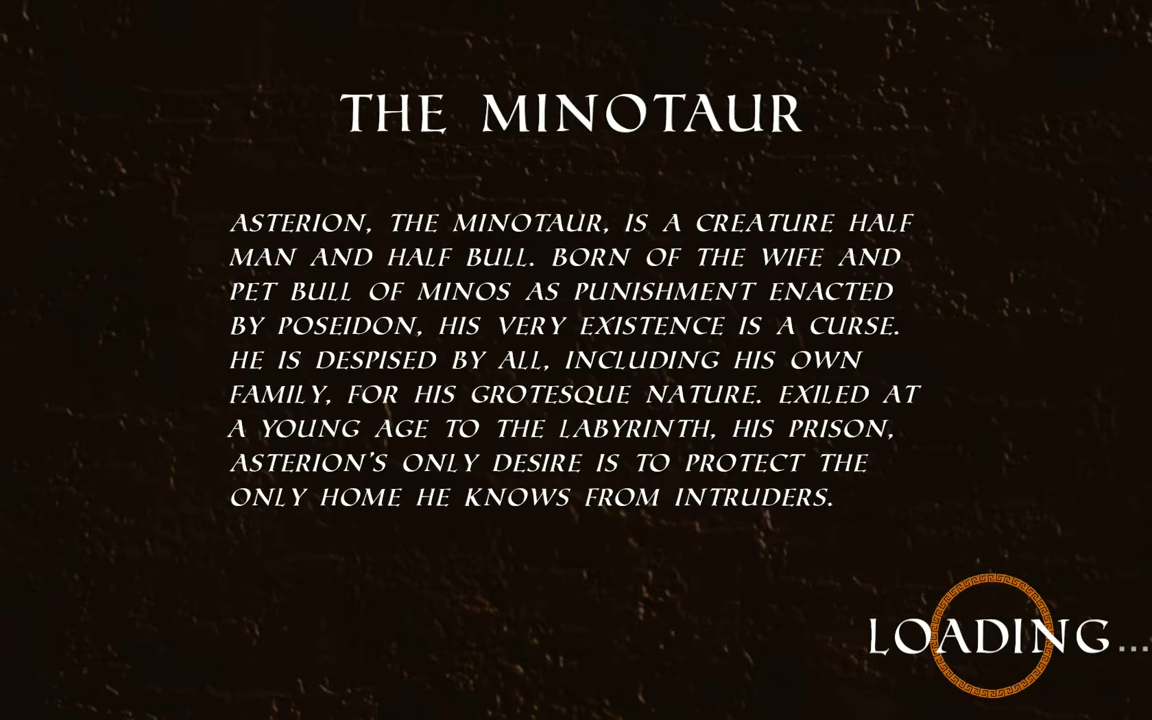 THE MINOTAUR
ASTERION, THE MINOTAUR, IS A CREATURE HALF
MAN AND HALF BULL. BORN OF THE WIFE AND
PET BULL OF MINOS AS PUNISHMENT ENACTED
BY POSEIDON, HIS VERY EXISTENCE IS A CURSE.
HE IS DESPISED BY ALL, INCLUDING HIS OWN
FAMILY, FOR HIS GROTESQUE NATURE. EXILED AT
A YOUNG AGE TO THE LABYRINTH, HIS PRISON,
ASTERION'S ONLY DESIRE IS TO PROTECT THE
ONLY HOME HE KNOWS FROM INTRUDERS.
LOADING...